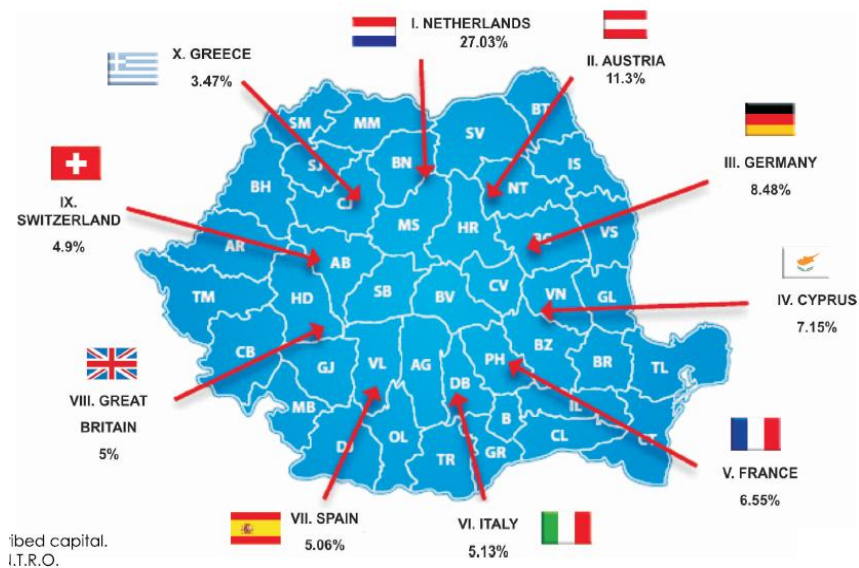 I. NETHERLANDS
27.03%
X. GREECE
3.47%
II. AUSTRIA
11.3%
III. GERMANY
8.48%
IX.
SWITZERLAND
4.9%
IV. CYPRUS
7.15%
VIII. GREAT
BRITAIN
5%
V. FRANCE
6.55%
VII. SPAIN
5.06%
VI. ITALY
5.13%
SM
MM
BT
SV
SJ
BN
IS
NT
BH
CJ
MS
HR
VS
AR
AB
TM
HD
SB
BV
CV
VN
GL
CB
GJ
VL
AG
PH
BZ
BR
TL
DB
MB
B
IL
DJ
OL
TR
GR
CL
CT
ribed capital.
.T.R.O.